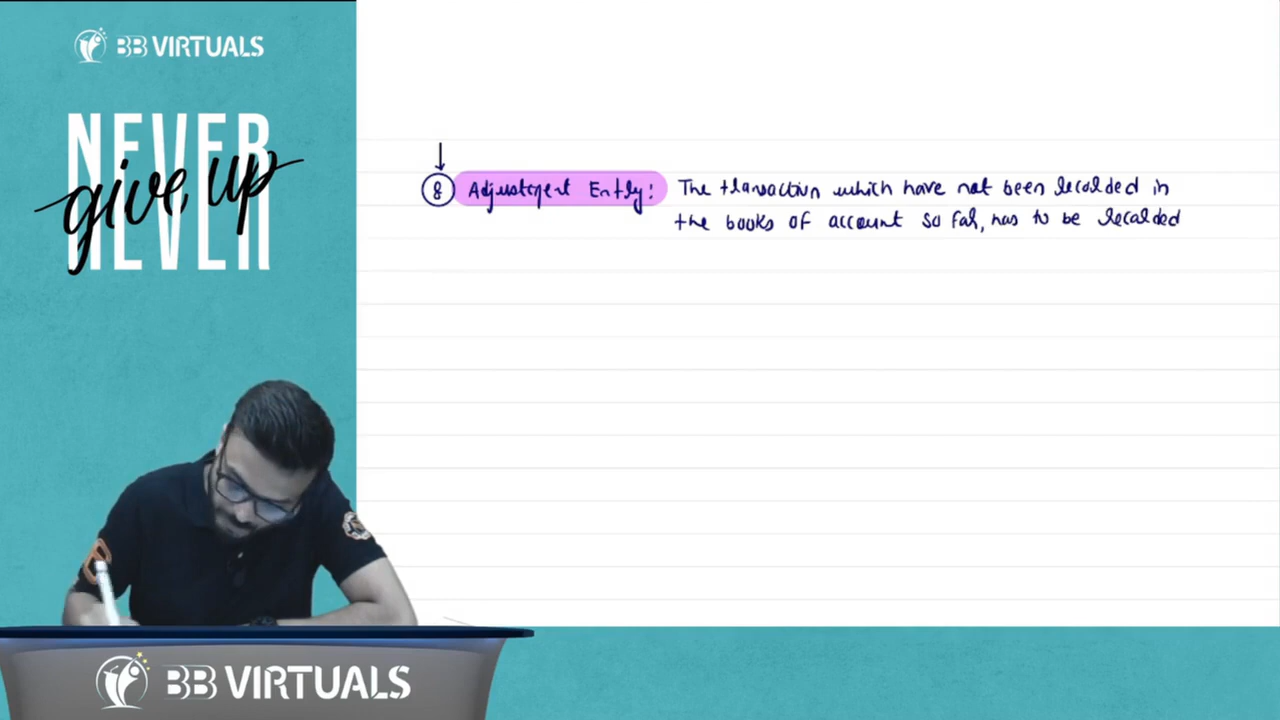 BB VIRTUALS
NEVER
give up
NEVER
8 Adjustment Entry: The transaction which have not been recorded in
the books of account so far, has to be recorded
BB VIRTUALS